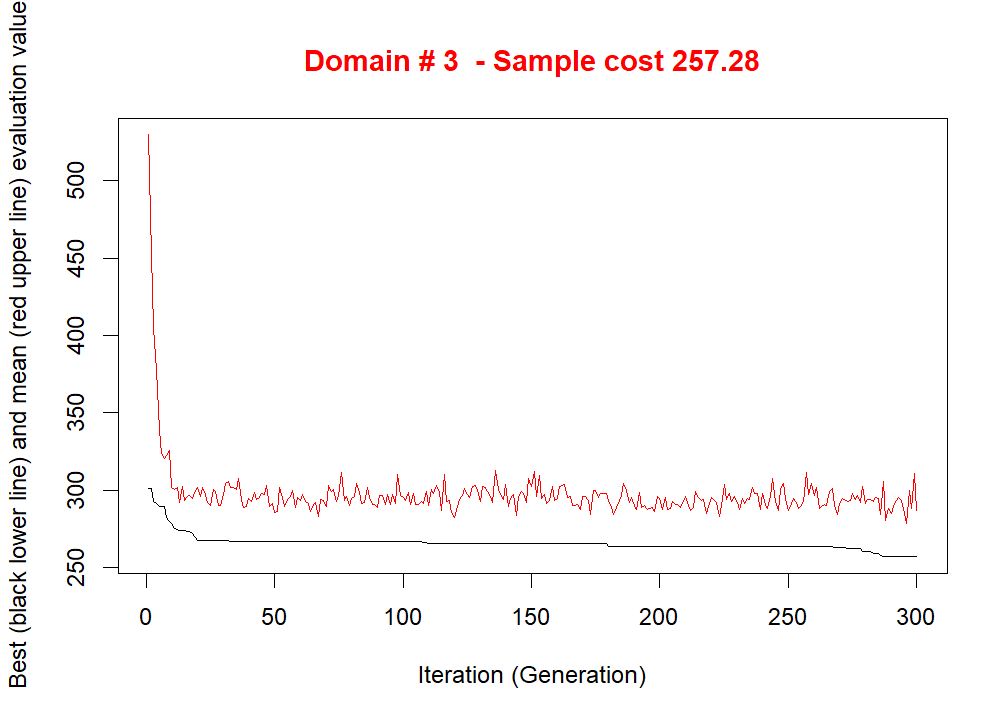 Domain # 3  - Sample cost 257.28
Best (black lower line) and mean (red upper line) evaluation value
500
450
400
350
300
250
0 50 100 150 200 250 300
Iteration (Generation)